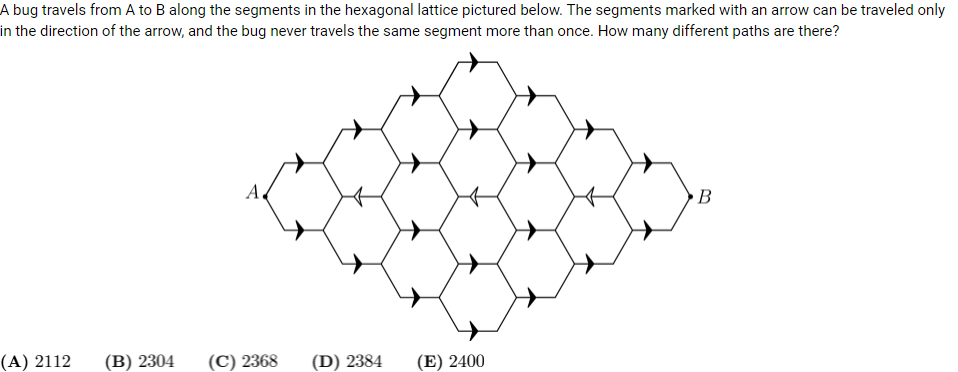 A bug travels from A to B along the segments in the hexagonal lattice pictured below. The segments marked with an arrow can be traveled only
in the direction of the arrow, and the bug never travels the same segment more than once. How many different paths are there?
A
B
(A) 2112 (B) 2304 (C) 2368 (D) 2384 (E) 2400